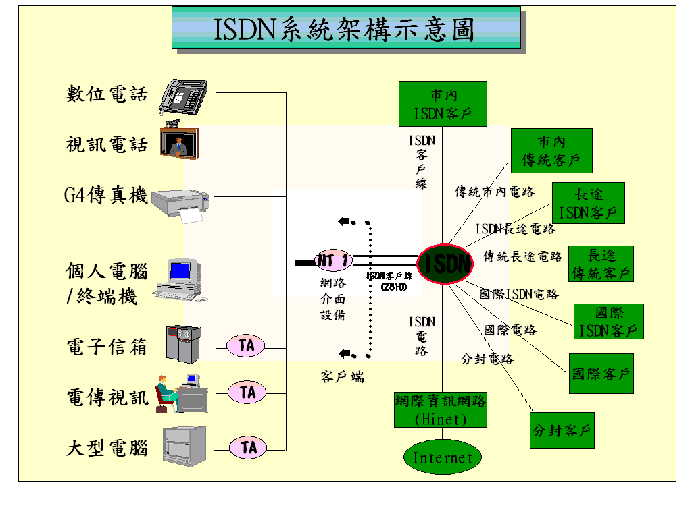 ISDN系統架構示意圖
數位電話
視訊電話
G4傳真機
個人電腦
/終端機
電子信箱
電傳視訊
大型電腦
TA
TA
TA
NT 1
網路
介面
設備
ISDN客戶線
(2B+D)
客戶端
ISDN
市內
ISDN客戶
ISDN
客
戶
線
市內
傳統客戶
傳統市內電路
長途
ISDN客戶
ISDN長途電路
長途
傳統客戶
傳統長途電路
國際
ISDN客戶
國際ISDN電路
國際客戶
國際電路
分封客戶
分封電路
ISDN
電
路
網際資訊網路
(Hinet)
Internet